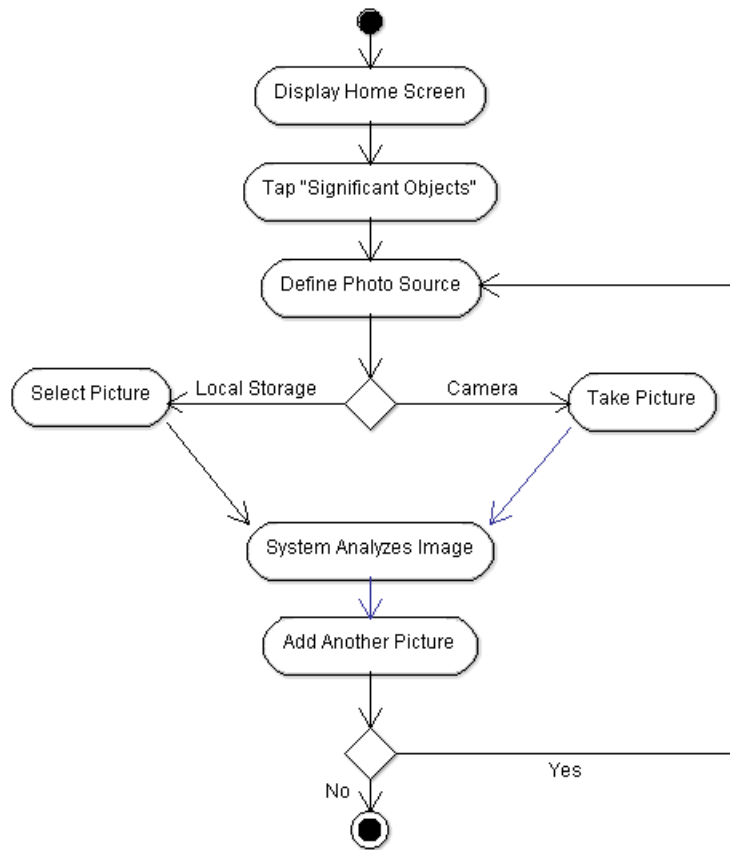 Display Home Screen
Tap "Significant Objects"
Define Photo Source
Select Picture
Local Storage
Camera
Take Picture
System Analyzes Image
Add Another Picture
Yes
No